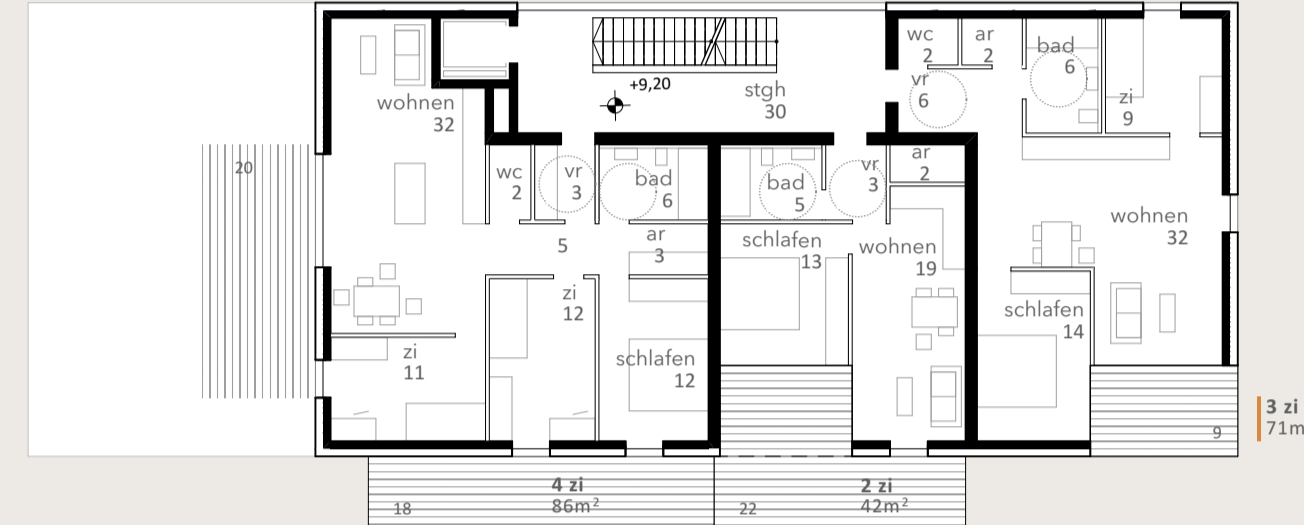 wohnen
32
+9,20
stgh
30
wc
2
ar
2
bad
6
vr
6
zi
9
20
wc
2
vr
3
bad
6
5
ar
3
zi
12
schlafen
12
zi
11
bad
5
vr
3
ar
2
schlafen
13
wohnen
19
wohnen
32
schlafen
14
9
3 zi
71m
4 zi
86m²
18
2 zi
42m²
22